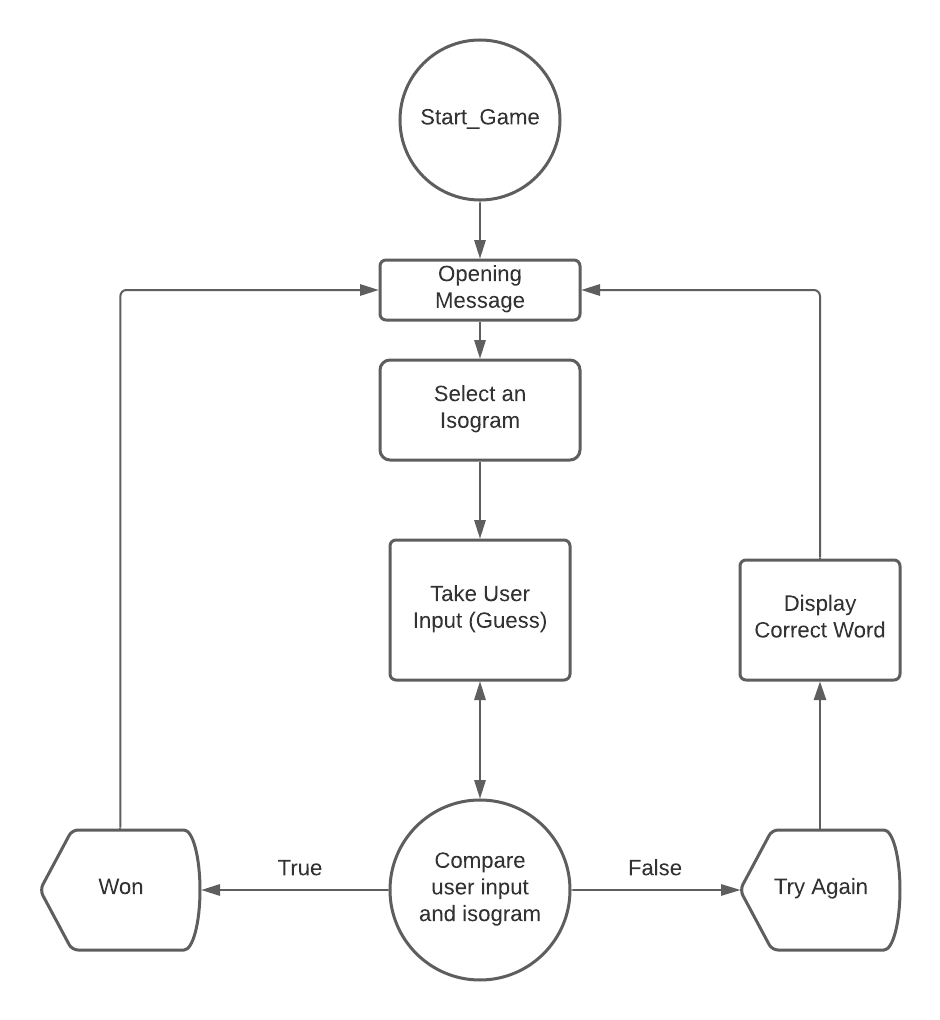 Start_Game
Opening
Message
Select an
Isogram
Take User
Input (Guess)
Display
Correct Word
Won
True
Compare
user input
and isogram
False
Try Again